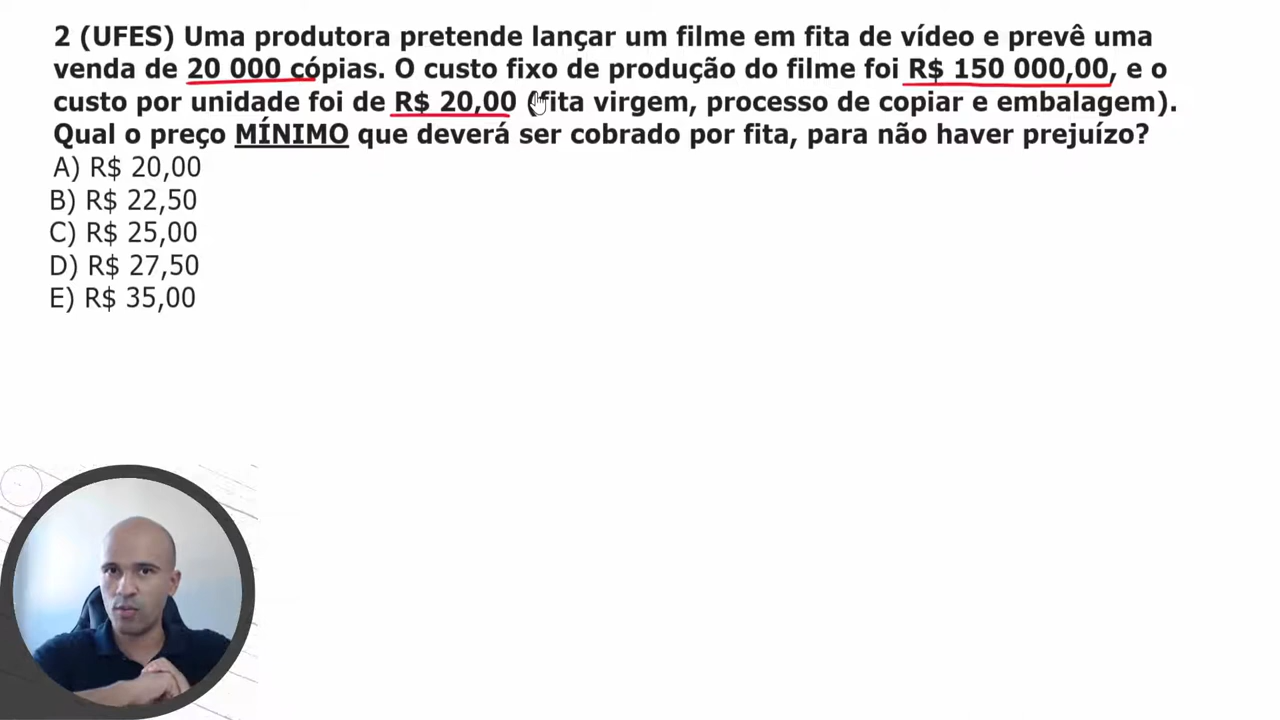 2 (UFES) Uma produtora pretende lançar um filme em fita de vídeo e prevê uma
venda de 20 000 cópias. O custo fixo de produção do filme foi R$ 150 000,00, e o
custo por unidade foi de R$ 20,00 (fita virgem, processo de copiar e embalagem).
Qual o preço MÍNIMO que deverá ser cobrado por fita, para não haver prejuízo?
A) R$ 20,00
B) R$ 22,50
C) R$ 25,00
D) R$ 27,50
E) R$ 35,00